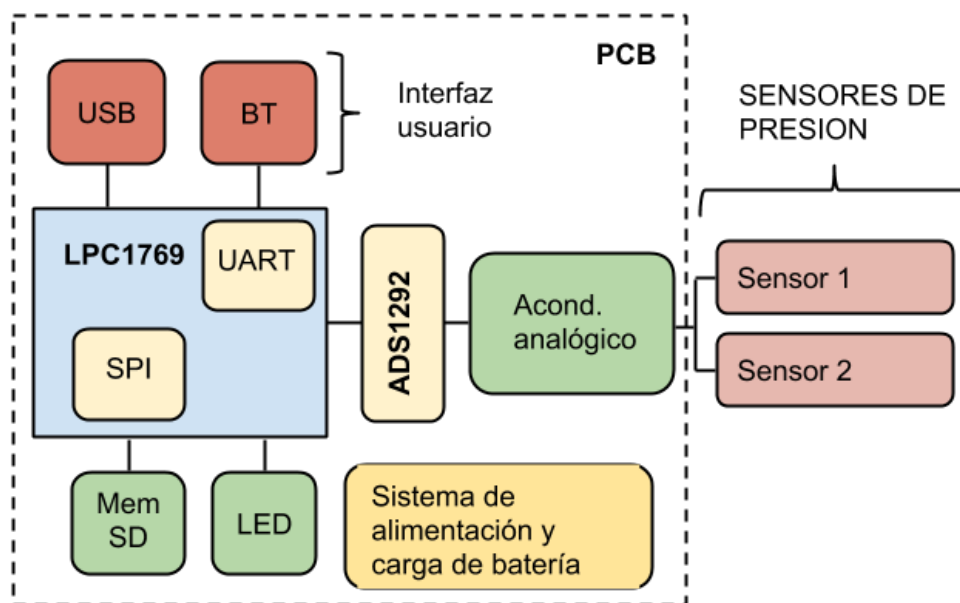 PCB
USB
BT
Interfaz
usuario
SENSORES DE
PRESION
LPC1769
UART
SPI
ADS1292
Acond.
analógico
Sensor 1
Sensor 2
Mem
SD
LED
Sistema de
alimentación y
carga de batería